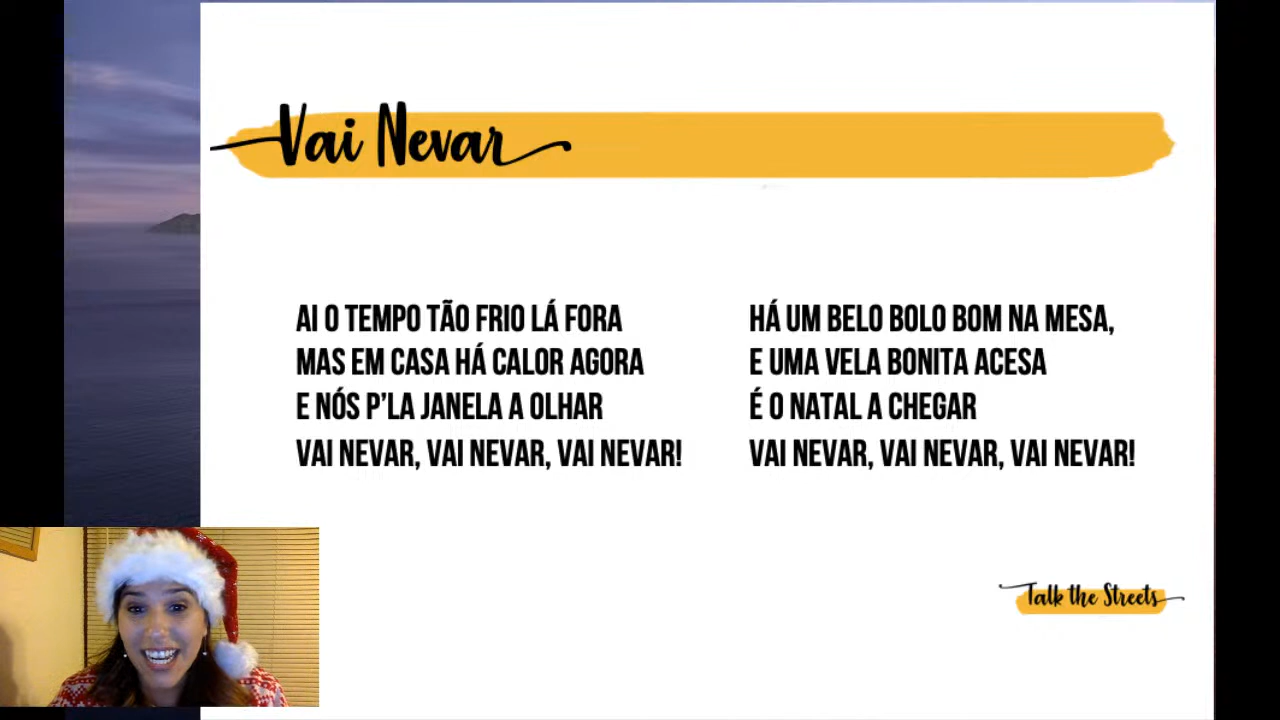 Vai Nevar
AI O TEMPO TÃO FRIO LÁ FORA
MAS EM CASA HÁ CALOR AGORA
E NÓS P'LA JANELA A OLHAR
VAI NEVAR, VAI NEVAR, VAI NEVAR!
HÁ UM BELO BOLO BOM NA MESA,
E UMA VELA BONITA ACESA
É O NATAL A CHEGAR
VAI NEVAR, VAI NEVAR, VAI NEVAR!
Talk the Streets